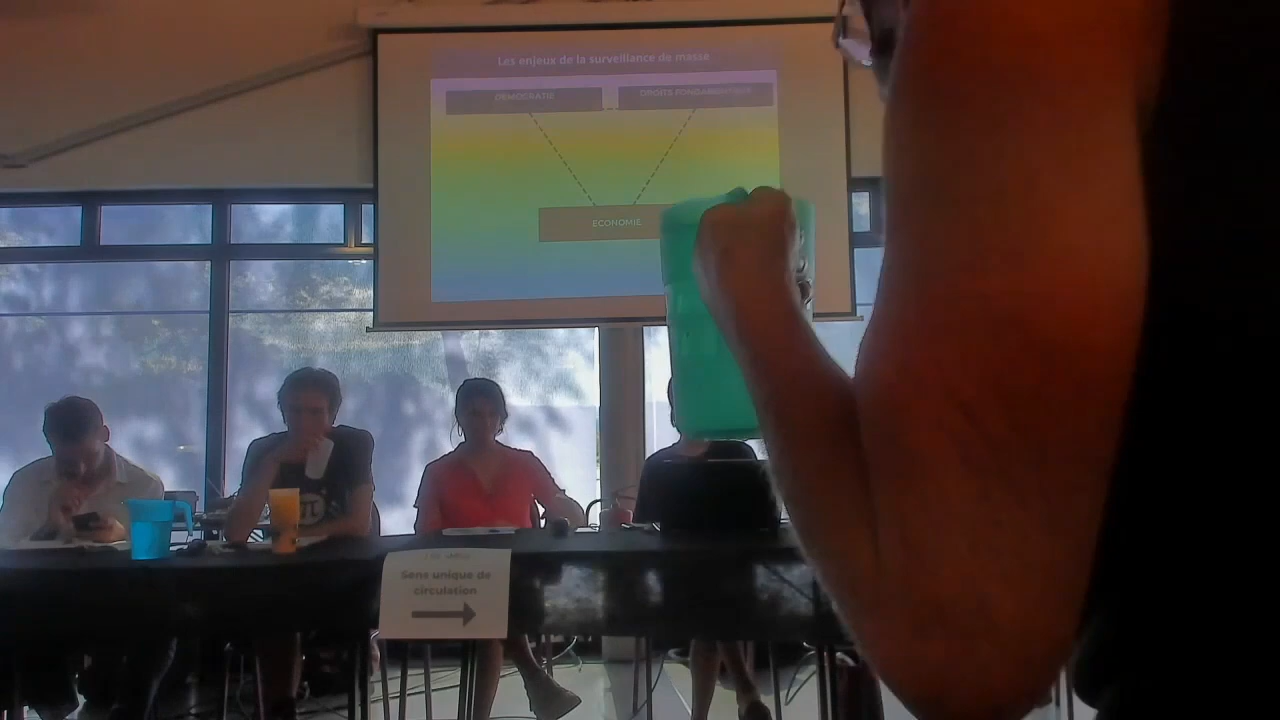 Les enjeux de la surveillance de masse
DÉMOCRATIE
DROITS FONDAMENTAUX
ÉCONOMIE
π
Sens unique de
circulation